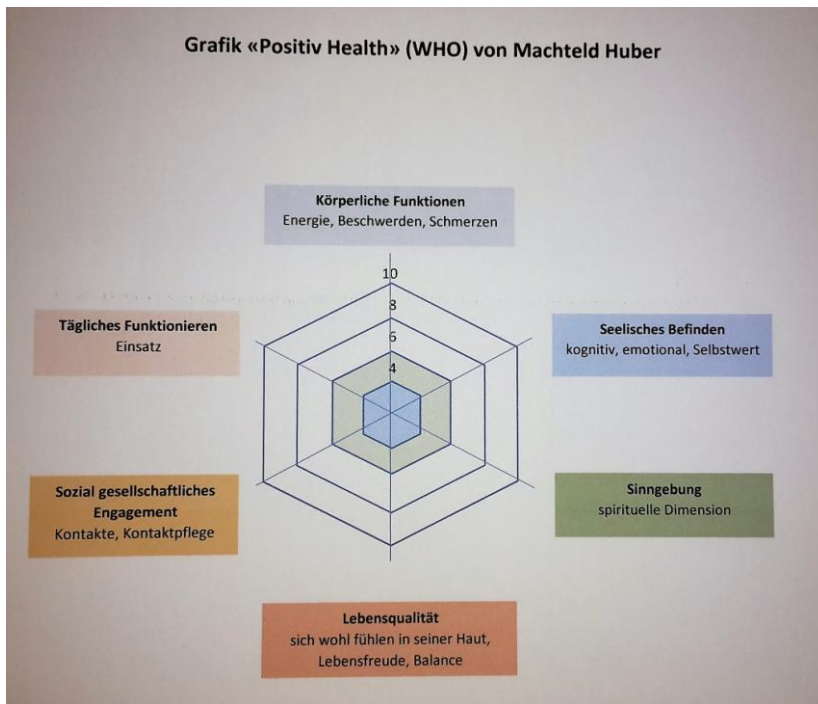 Grafik «Positiv Health» (WHO) von Machteld Huber
Körperliche Funktionen
Energie, Beschwerden, Schmerzen
10
8
6
4
Tägliches Funktionieren
Einsatz
Seelisches Befinden
kognitiv, emotional, Selbstwert
Sozial gesellschaftliches
Engagement
Kontakte, Kontaktpflege
Sinngebung
spirituelle Dimension
Lebensqualität
sich wohl fühlen in seiner Haut,
Lebensfreude, Balance